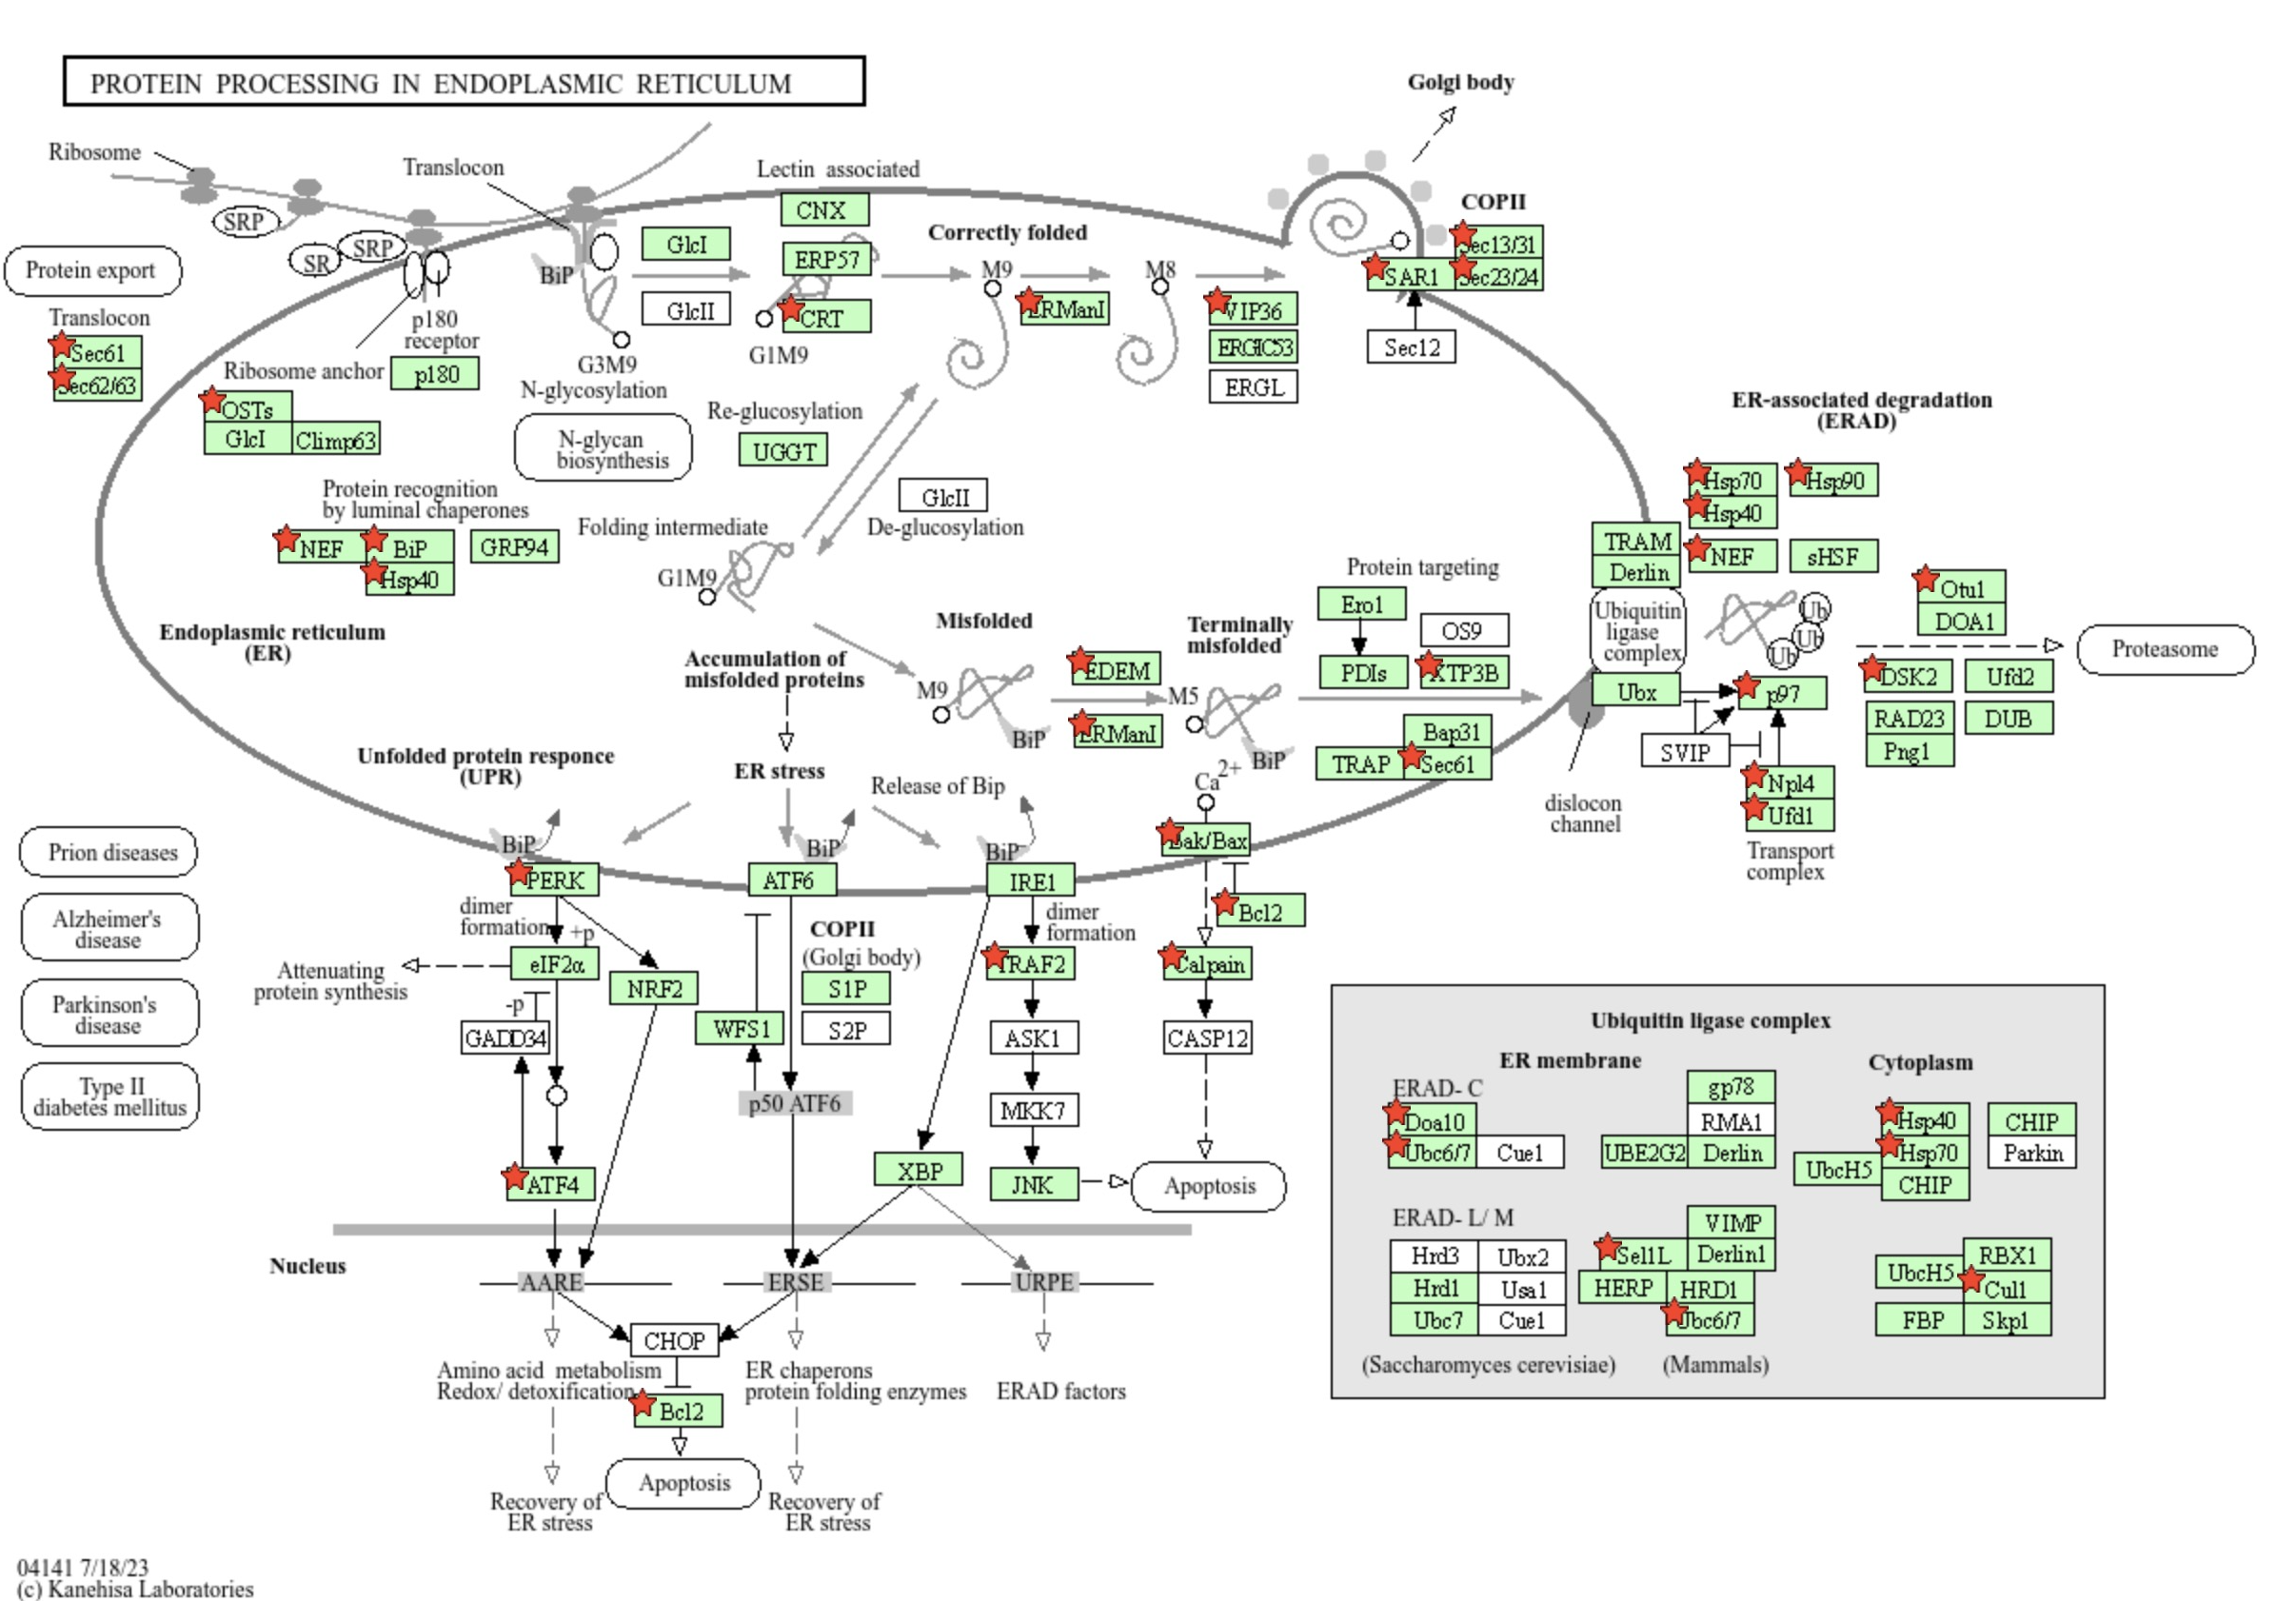 PROTEIN PROCESSING IN ENDOPLASMIC RETICULUM
Golgi body
Ribosome
Translocon
Lectin associated
SRP
SR
SRP
CNX
COPII
Protein export
BiP
GlcI
ERP57
Correctly folded
M9
M8
Sec13/31
SAR1
Sec23/24
GlcII
CRT
ERManI
VIP36
Translocon
Sec61
Sec62/63
p180
receptor
Ribosome anchor
p180
G3M9
N-glycosylation
G1M9
ERGIC53
ERGL
Sec12
OSTs
GlcI
Climp63
N-glycan
biosynthesis
Re-glucosylation
UGGT
ER-associated degradation
(ERAD)
Protein recognition
by luminal chaperones
GlcII
De-glucosylation
Folding intermediate
G1M9
NEF
BiP
GRP94
Hsp40
Hsp70
Hsp90
Hsp40
TRAM
NEF
sHSF
Derlin
Protein targeting
Ero1
OS9
Otu1
DOA1
Ubiquitin
ligase
complex
Ub
Ub
Ub
Proteasome
Endoplasmic reticulum
(ER)
Misfolded
Terminally
misfolded
Accumulation of
misfolded proteins
M9
BiP
EDEM
ERManI
M5
BiP
PDIs
XTP3B
Ubx
p97
DSK2
Ufd2
RAD23
DUB
Png1
Bap31
TRAP
Sec61
SVIP
Npl4
Ufd1
Transport
complex
dislocon
channel
Unfolded protein responce
(UPR)
ER stress
Release of Bip
Ca2+
Bak/Bax
Prion diseases
Alzheimer's
disease
Parkinson's
disease
Type II
diabetes mellitus
BiP
PERK
BiP
ATF6
BiP
IRE1
Bcl2
dimer
formation
+p
COPII
(Golgi body)
dimer
formation
Attenuating
protein synthesis
eIF2α
NRF2
S1P
S2P
TRAF2
Calpain
-p
GADD34
WFS1
ASK1
CASP12
p50 ATF6
MKK7
ATF4
XBP
JNK
Apoptosis
Nucleus
AARE
ERSE
URPE
CHOP
Amino acid metabolism
Redox/ detoxification
ER chaperons
protein folding enzymes
ERAD factors
Bcl2
Apoptosis
Recovery of
ER stress
Recovery of
ER stress
Ubiquitin ligase complex
ER membrane
Cytoplasm
ERAD- C
Doa10
Ubc6/7
Cue1
gp78
RMA1
UBE2G2
Derlin
Hsp40
Hsp70
UbcH5
CHIP
CHIP
Parkin
ERAD- L/ M
Hrd3
Ubx2
Hrd1
Usa1
Ubc7
Cue1
VIMP
Sel1L
Derlin1
HERP
HRD1
Ubc6/7
RBX1
UbcH5
Cul1
FBP
Skp1
(Saccharomyces cerevisiae)
(Mammals)
04141 7/18/23
(c) Kanehisa Laboratories